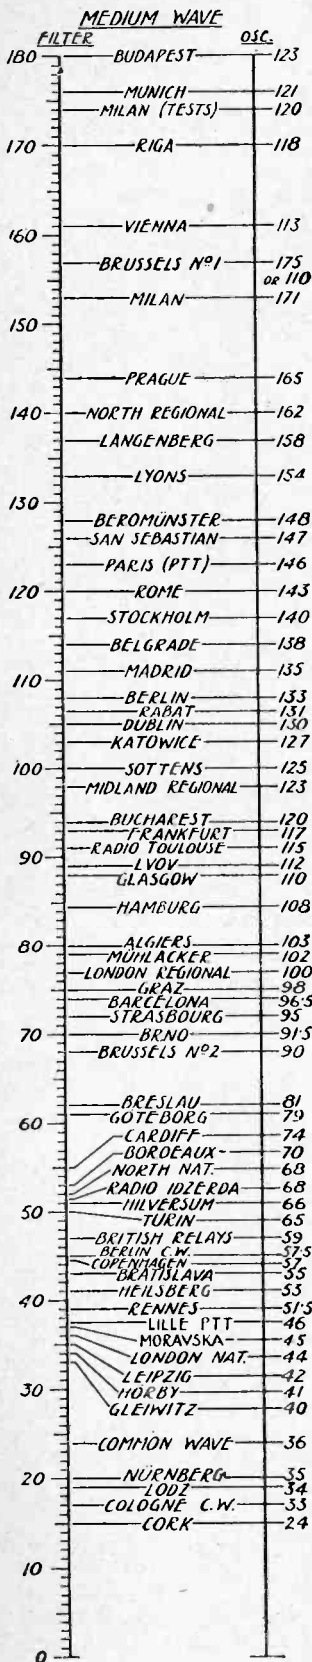 MEDIUM WAVE
FILTER OSC.
180 BUDAPEST 123
MUNICH 121
MILAN (TESTS) 120
170 RIGA 118
VIENNA 113
160
BRUSSELS Nº1 175
OR 110
MILAN 171
150
PRAGUE 165
140 NORTH REGIONAL 162
LANGENBERG 158
LYONS 154
130
BEROMÜNSTER 148
SAN SEBASTIAN 147
PARIS (PTT) 146
120 ROME 143
STOCKHOLM 140
BELGRADE 138
MADRID 135
110
BERLIN 133
RABAT 131
DUBLIN 130
KATOWICE 127
100 SOTTENS 125
MIDLAND REGIONAL 123
BUCHAREST 120
FRANKFURT 117
RADIO TOULOUSE 115
90
LVOV 112
GLASGOW 110
HAMBURG 108
80 ALGIERS 103
MÜHLACKER 102
LONDON REGIONAL 100
GRAZ 98
BARCELONA 96·5
STRASBOURG 95
70 BRNO 91·5
BRUSSELS Nº2 90
BRESLAU 81
60 GÖTEBORG 79
CARDIFF 74
BORDEAUX 70
NORTH NAT. 68
RADIO IDZERDA 68
HILVERSUM 66
50 TURIN 65
BRITISH RELAYS 59
BERLIN C.W. 57·5
COPENHAGEN 57
BRATISLAVA 55
HEILSBERG 53
40
RENNES 51·5
LILLE PTT 46
MORAVSKA 45
LONDON NAT. 44
LEIPZIG 42
30
HÖRBY 41
GLEIWITZ 40
COMMON WAVE 36
20 NÜRNBERG 35
LODZ 34
COLOGNE C.W. 33
CORK 24
10
0